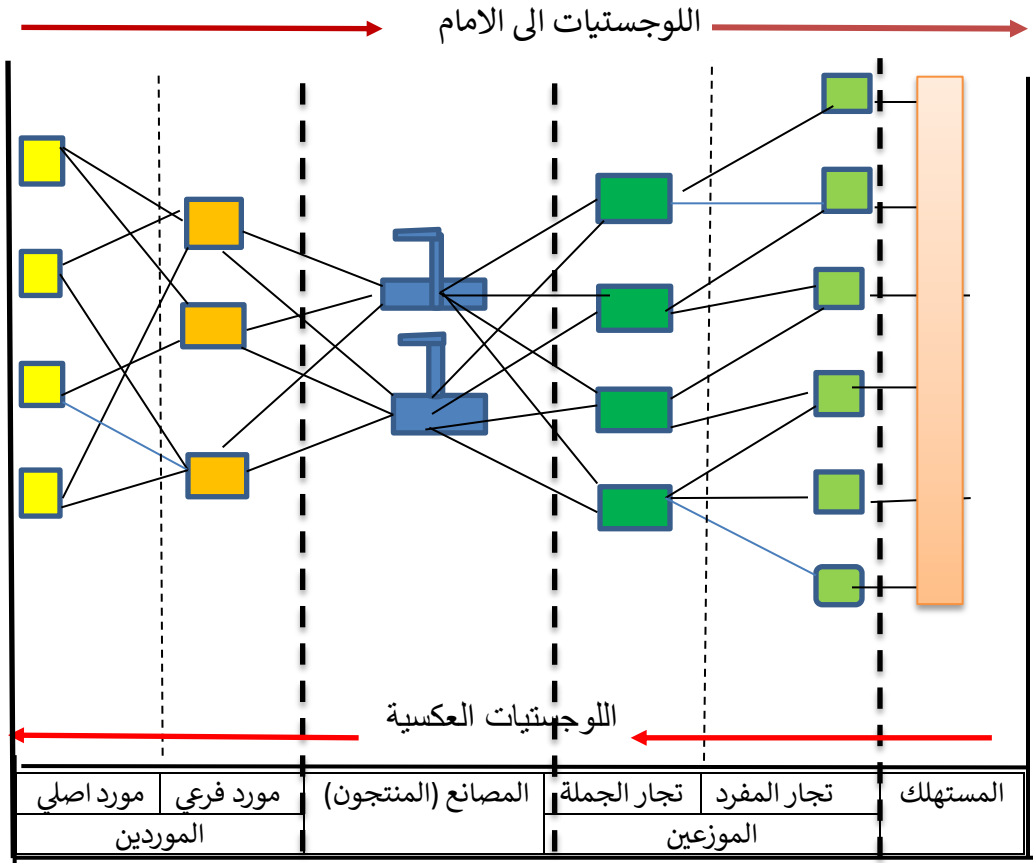 اللوجستيات الى الامام
اللوجستيات العكسية
المستهلك
تجار المفرد
تجار الجملة
المصانع (المنتجون)
مورد فرعي
مورد اصلي
الموزعين
الموردين